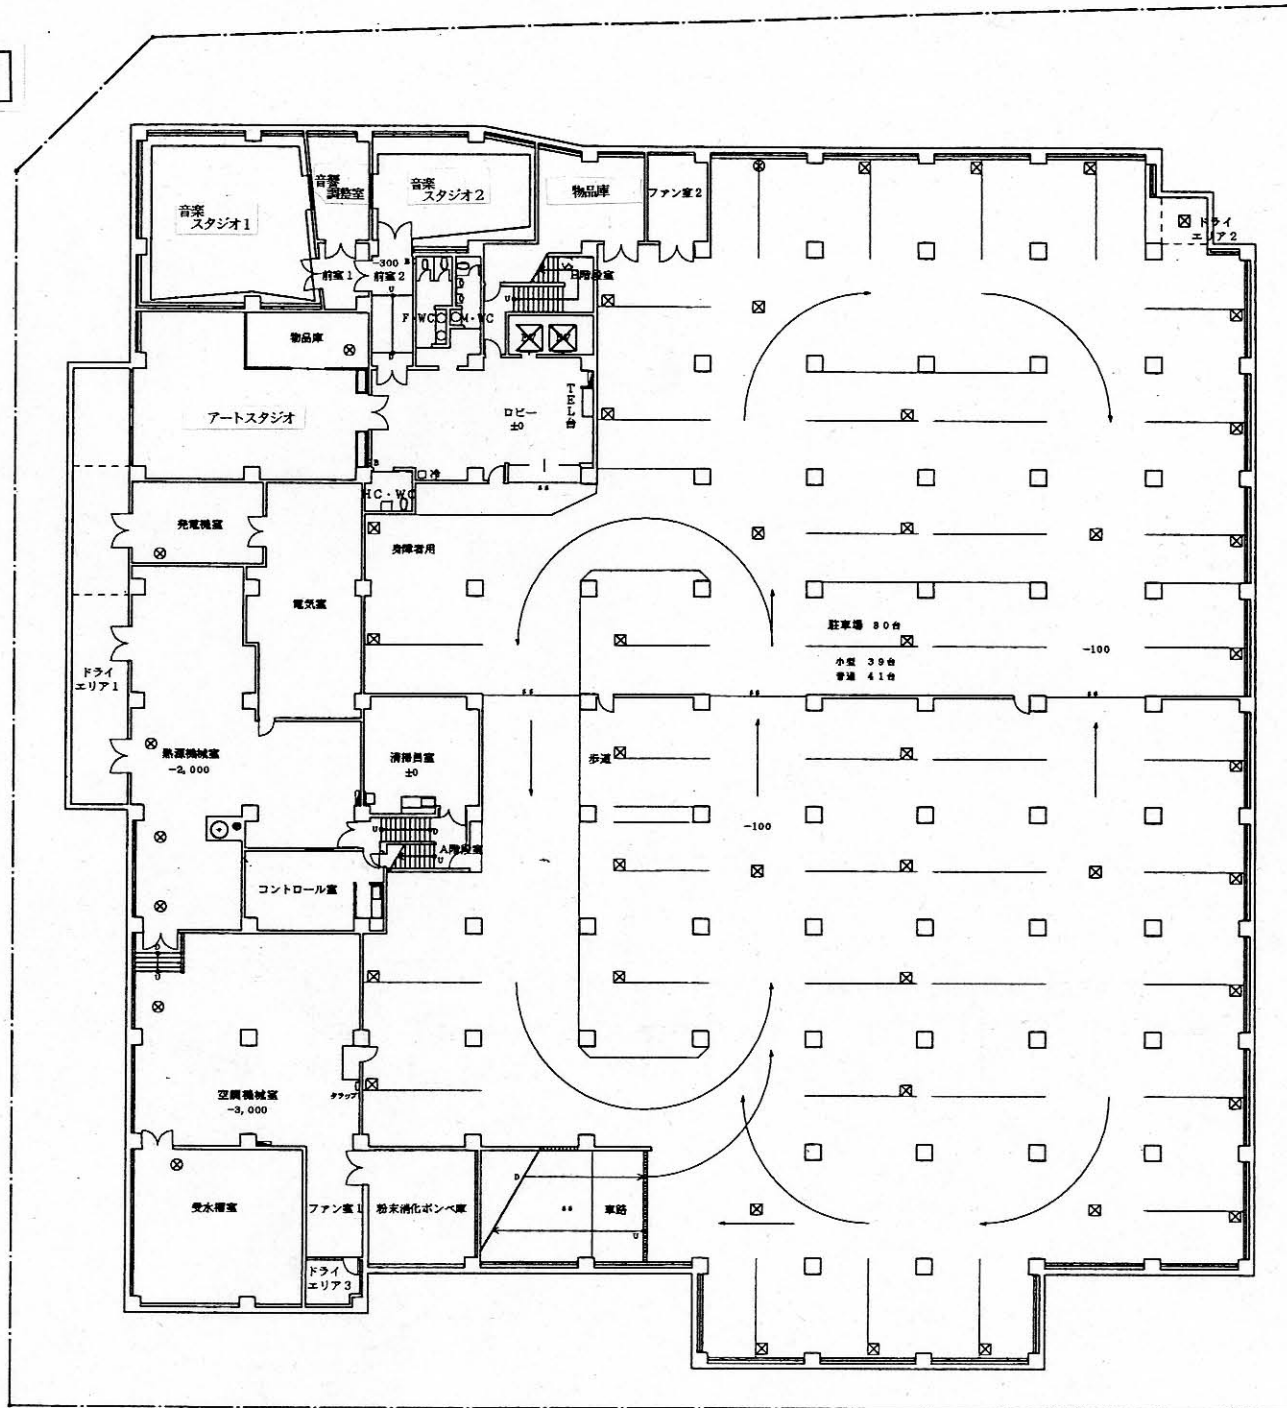 音楽
スタジオ1
音響
調整室
音楽
スタジオ2
物品庫
ファン室2
ドライ
エリア2
前室1
-300
B
前室2
U
B階段室
U
F・WC
M・WC
物品庫
アートスタジオ
ロビー
±0
TEL台
B
冷
HC・WC
発電機室
身障者用
電気室
駐車場 80台
小型 39台
普通 41台
-100
ドライ
エリア1
熱源機械室
-2,000
清掃員室
±0
歩道
-100
U
D
A階段室
U
コントロール室
D
U
空調機械室
-3,000
タラップ
受水槽室
ファン室1
粉末消化ボンベ庫
D
車路
U
ドライ
エリア3